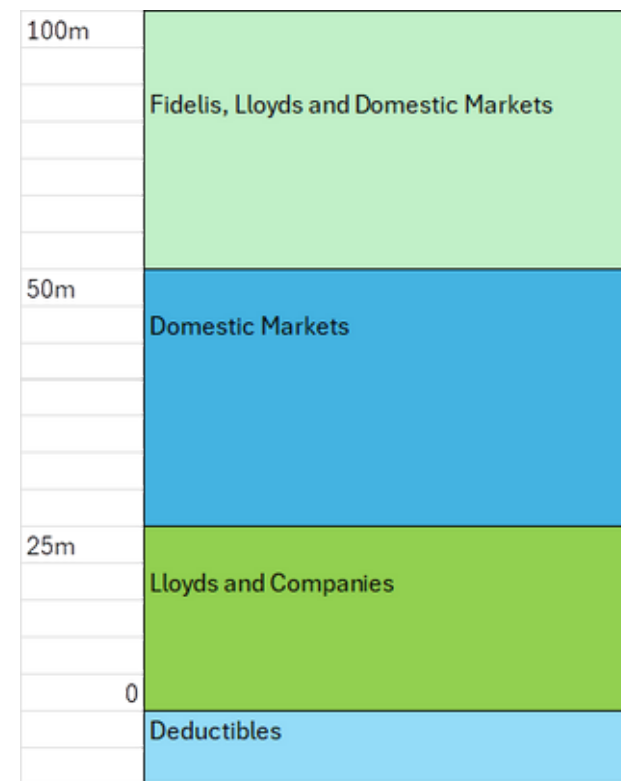 100m
Fidelis, Lloyds and Domestic Markets
50m
Domestic Markets
25m
Lloyds and Companies
0
Deductibles